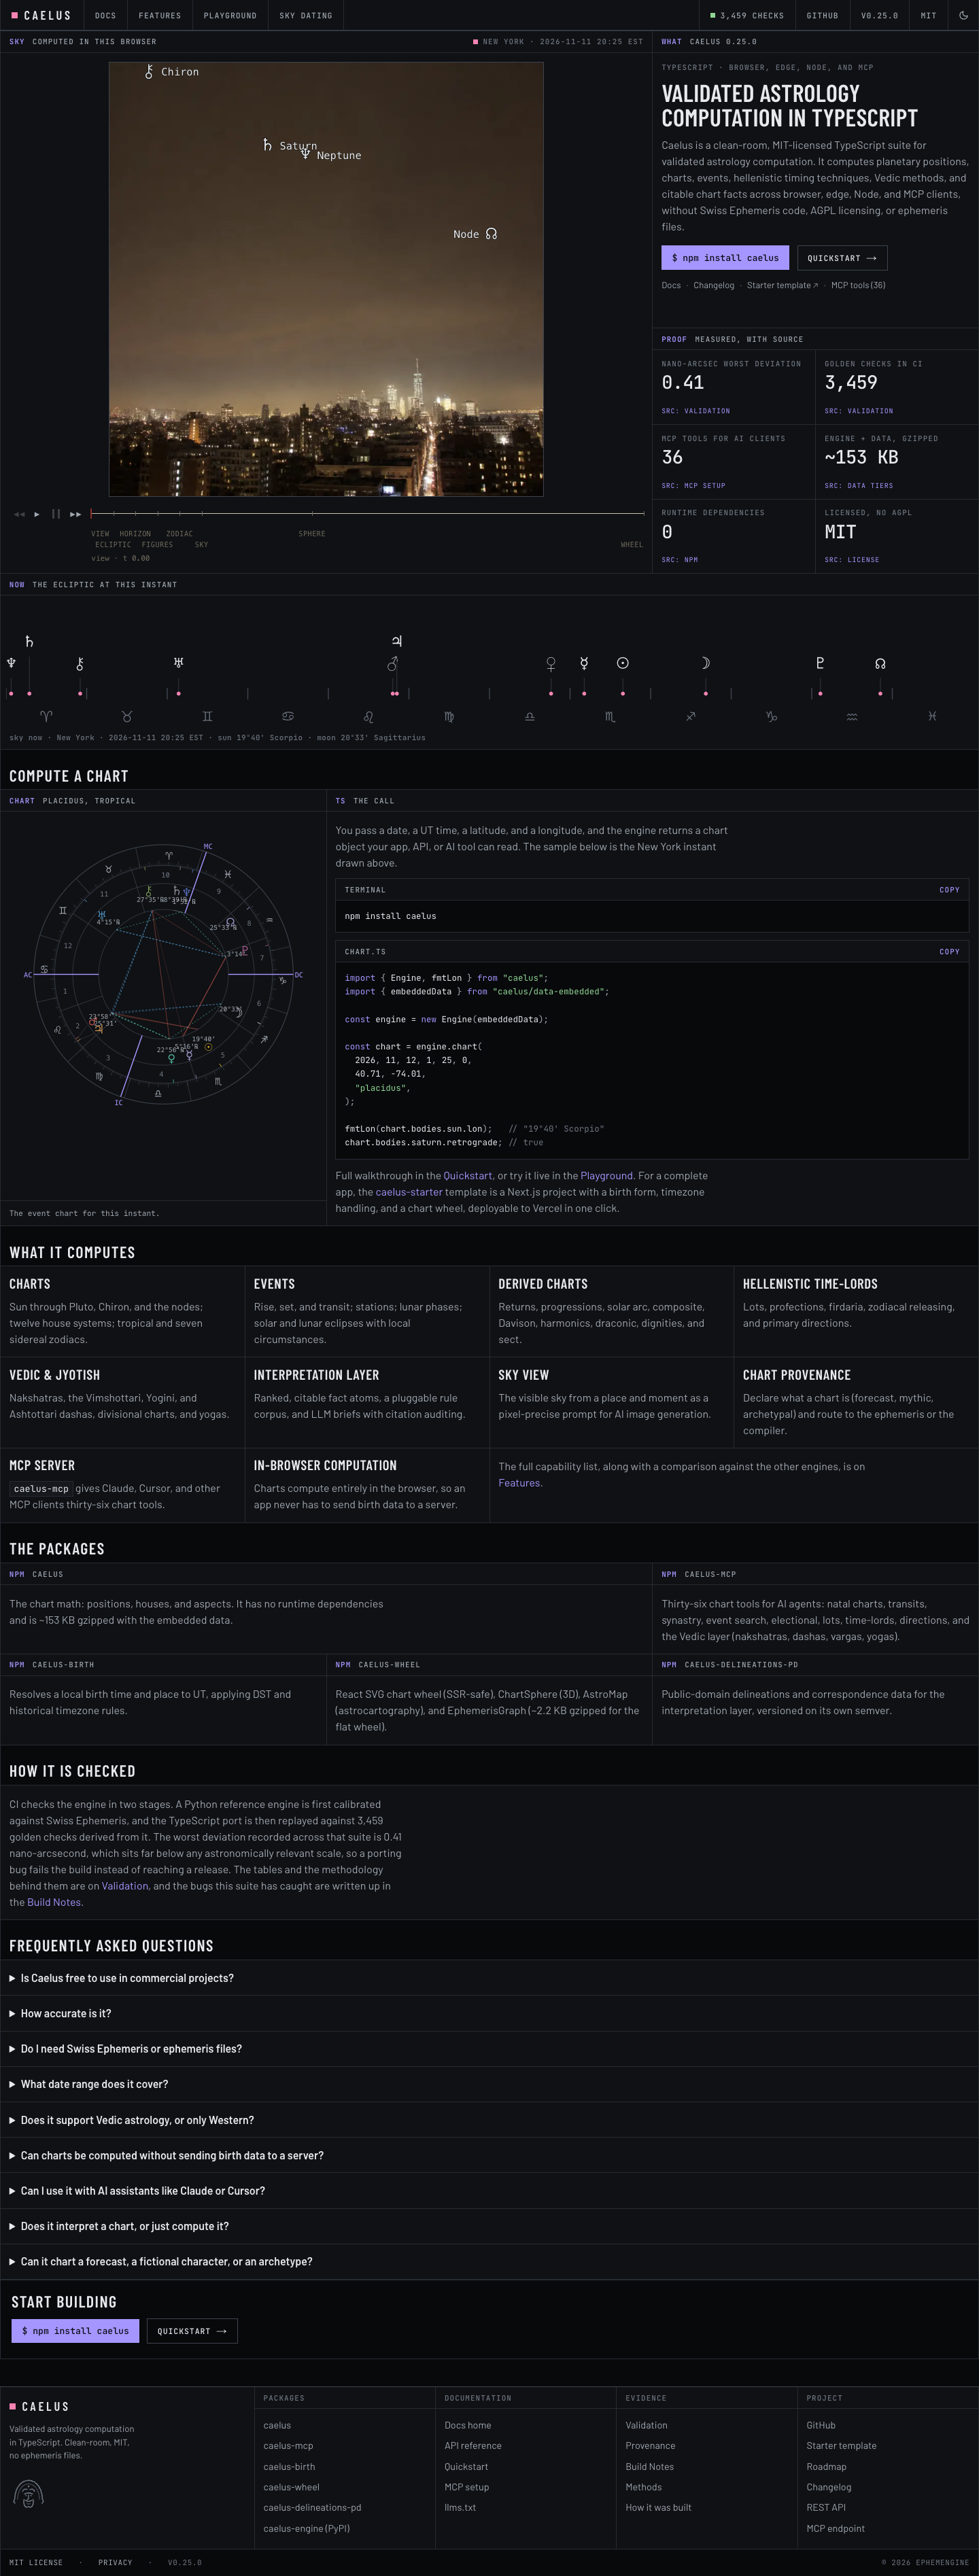 CAELUS
DOCS
FEATURES
PLAYGROUND
SKY DATING
3,459 CHECKS
GITHUB
V0.25.0
MIT
SKY COMPUTED IN THIS BROWSER
NEW YORK · 2026-11-11 20:25 EST
Chiron
Saturn
Neptune
Node
VIEW HORIZON ZODIAC SPHERE
ECLIPTIC FIGURES SKY WHEEL
view · t 0.00
WHAT CAELUS 0.25.0
TYPESCRIPT · BROWSER, EDGE, NODE, AND MCP
VALIDATED ASTROLOGY
COMPUTATION IN TYPESCRIPT
Caelus is a clean-room, MIT-licensed TypeScript suite for
validated astrology computation. It computes planetary positions,
charts, events, hellenistic timing techniques, Vedic methods, and
citable chart facts across browser, edge, Node, and MCP clients,
without Swiss Ephemeris code, AGPL licensing, or ephemeris
files.
$ npm install caelus
QUICKSTART →
Docs · Changelog · Starter template ↗ · MCP tools (36)
PROOF MEASURED, WITH SOURCE
NANO-ARCSEC WORST DEVIATION
0.41
SRC: VALIDATION
GOLDEN CHECKS IN CI
3,459
SRC: VALIDATION
MCP TOOLS FOR AI CLIENTS
36
SRC: MCP SETUP
ENGINE + DATA, GZIPPED
~153 KB
SRC: DATA TIERS
RUNTIME DEPENDENCIES
0
SRC: NPM
LICENSED, NO AGPL
MIT
SRC: LICENSE
NOW THE ECLIPTIC AT THIS INSTANT
sky now · New York · 2026-11-11 20:25 EST · sun 19°40' Scorpio · moon 20°33' Sagittarius
COMPUTE A CHART
CHART PLACIDUS, TROPICAL
MC
10
11
9
8
12
7
AC
DC
1
6
2
3
5
4
IC
4°15'℞
25°33'℞
3°14'
20°33'
19°40'
The event chart for this instant.
TS THE CALL
You pass a date, a UT time, a latitude, and a longitude, and the engine returns a chart
object your app, API, or AI tool can read. The sample below is the New York instant
drawn above.
TERMINAL COPY
npm install caelus
CHART.TS COPY
import { Engine, fmtLon } from "caelus";
import { embeddedData } from "caelus/data-embedded";
const engine = new Engine(embeddedData);
const chart = engine.chart(
2026, 11, 12, 1, 25, 0,
40.71, -74.01,
"placidus",
);
fmtLon(chart.bodies.sun.lon); // "19°40' Scorpio"
chart.bodies.saturn.retrograde; // true
Full walkthrough in the Quickstart, or try it live in the Playground. For a complete
app, the caelus-starter template is a Next.js project with a birth form, timezone
handling, and a chart wheel, deployable to Vercel in one click.
WHAT IT COMPUTES
CHARTS
Sun through Pluto, Chiron, and the nodes;
twelve house systems; tropical and seven
sidereal zodiacs.
EVENTS
Rise, set, and transit; stations; lunar phases;
solar and lunar eclipses with local
circumstances.
DERIVED CHARTS
Returns, progressions, solar arc, composite,
Davison, harmonics, draconic, dignities, and
sect.
HELLENISTIC TIME-LORDS
Lots, profections, firdaria, zodiacal releasing,
and primary directions.
VEDIC & JYOTISH
Nakshatras, the Vimshottari, Yogini, and
Ashtottari dashas, divisional charts, and yogas.
INTERPRETATION LAYER
Ranked, citable fact atoms, a pluggable rule
corpus, and LLM briefs with citation auditing.
SKY VIEW
The visible sky from a place and moment as a
pixel-precise prompt for AI image generation.
CHART PROVENANCE
Declare what a chart is (forecast, mythic,
archetypal) and route to the ephemeris or the
compiler.
MCP SERVER
caelus-mcp gives Claude, Cursor, and other
MCP clients thirty-six chart tools.
IN-BROWSER COMPUTATION
Charts compute entirely in the browser, so an
app never has to send birth data to a server.
The full capability list, along with a comparison against the other engines, is on
Features.
THE PACKAGES
NPM CAELUS
The chart math: positions, houses, and aspects. It has no runtime dependencies
and is ~153 KB gzipped with the embedded data.
NPM CAELUS-MCP
Thirty-six chart tools for AI agents: natal charts, transits,
synastry, event search, electional, lots, time-lords, directions, and
the Vedic layer (nakshatras, dashas, vargas, yogas).
NPM CAELUS-BIRTH
Resolves a local birth time and place to UT, applying DST and
historical timezone rules.
NPM CAELUS-WHEEL
React SVG chart wheel (SSR-safe), ChartSphere (3D), AstroMap
(astrocartography), and EphemerisGraph (~2.2 KB gzipped for the
flat wheel).
NPM CAELUS-DELINEATIONS-PD
Public-domain delineations and correspondence data for the
interpretation layer, versioned on its own semver.
HOW IT IS CHECKED
CI checks the engine in two stages. A Python reference engine is first calibrated
against Swiss Ephemeris, and the TypeScript port is then replayed against 3,459
golden checks derived from it. The worst deviation recorded across that suite is 0.41
nano-arcsecond, which sits far below any astronomically relevant scale, so a porting
bug fails the build instead of reaching a release. The tables and the methodology
behind them are on Validation, and the bugs this suite has caught are written up in
the Build Notes.
FREQUENTLY ASKED QUESTIONS
Is Caelus free to use in commercial projects?
How accurate is it?
Do I need Swiss Ephemeris or ephemeris files?
What date range does it cover?
Does it support Vedic astrology, or only Western?
Can charts be computed without sending birth data to a server?
Can I use it with AI assistants like Claude or Cursor?
Does it interpret a chart, or just compute it?
Can it chart a forecast, a fictional character, or an archetype?
START BUILDING
$ npm install caelus
QUICKSTART →
CAELUS
Validated astrology computation
in TypeScript. Clean-room, MIT,
no ephemeris files.
PACKAGES
caelus
caelus-mcp
caelus-birth
caelus-wheel
caelus-delineations-pd
caelus-engine (PyPI)
DOCUMENTATION
Docs home
API reference
Quickstart
MCP setup
llms.txt
EVIDENCE
Validation
Provenance
Build Notes
Methods
How it was built
PROJECT
GitHub
Starter template
Roadmap
Changelog
REST API
MCP endpoint
MIT LICENSE · PRIVACY · V0.25.0
© 2026 EPHEMENGINE